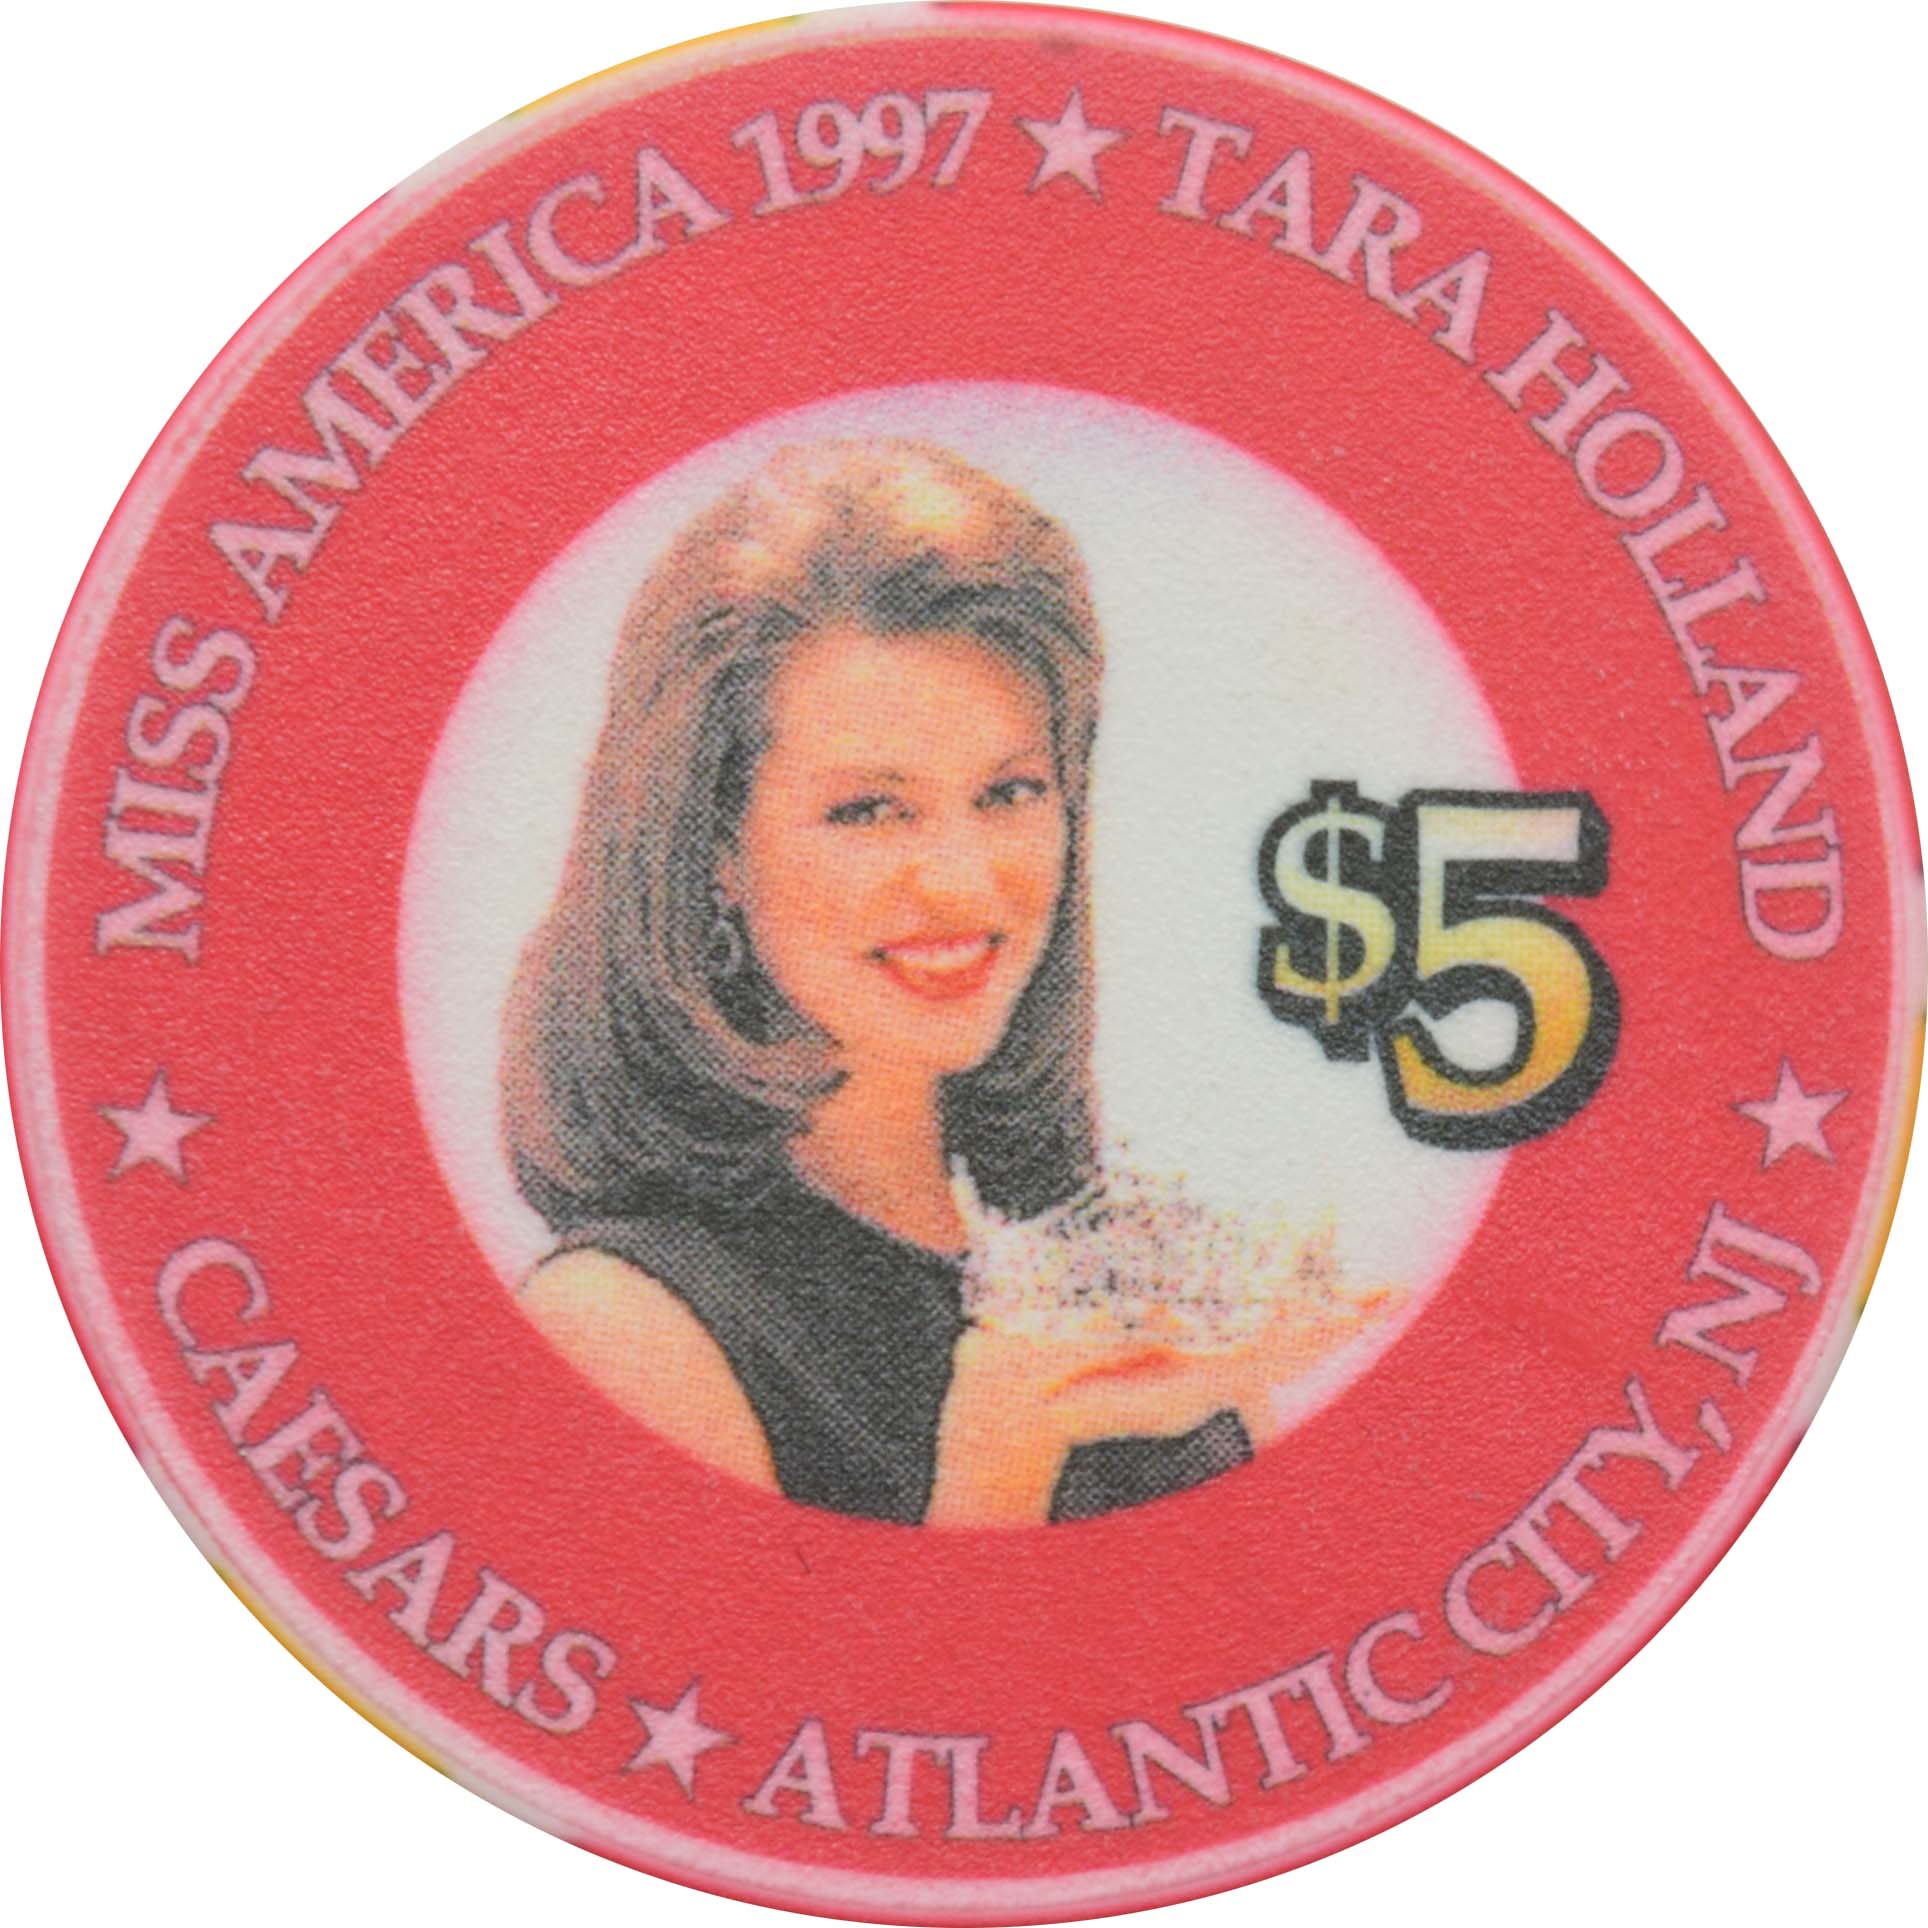 MISS AMERICA 1997 ★ TARA HOLLAND ★
$5
CAESARS ★ ATLANTIC CITY, NJ ★